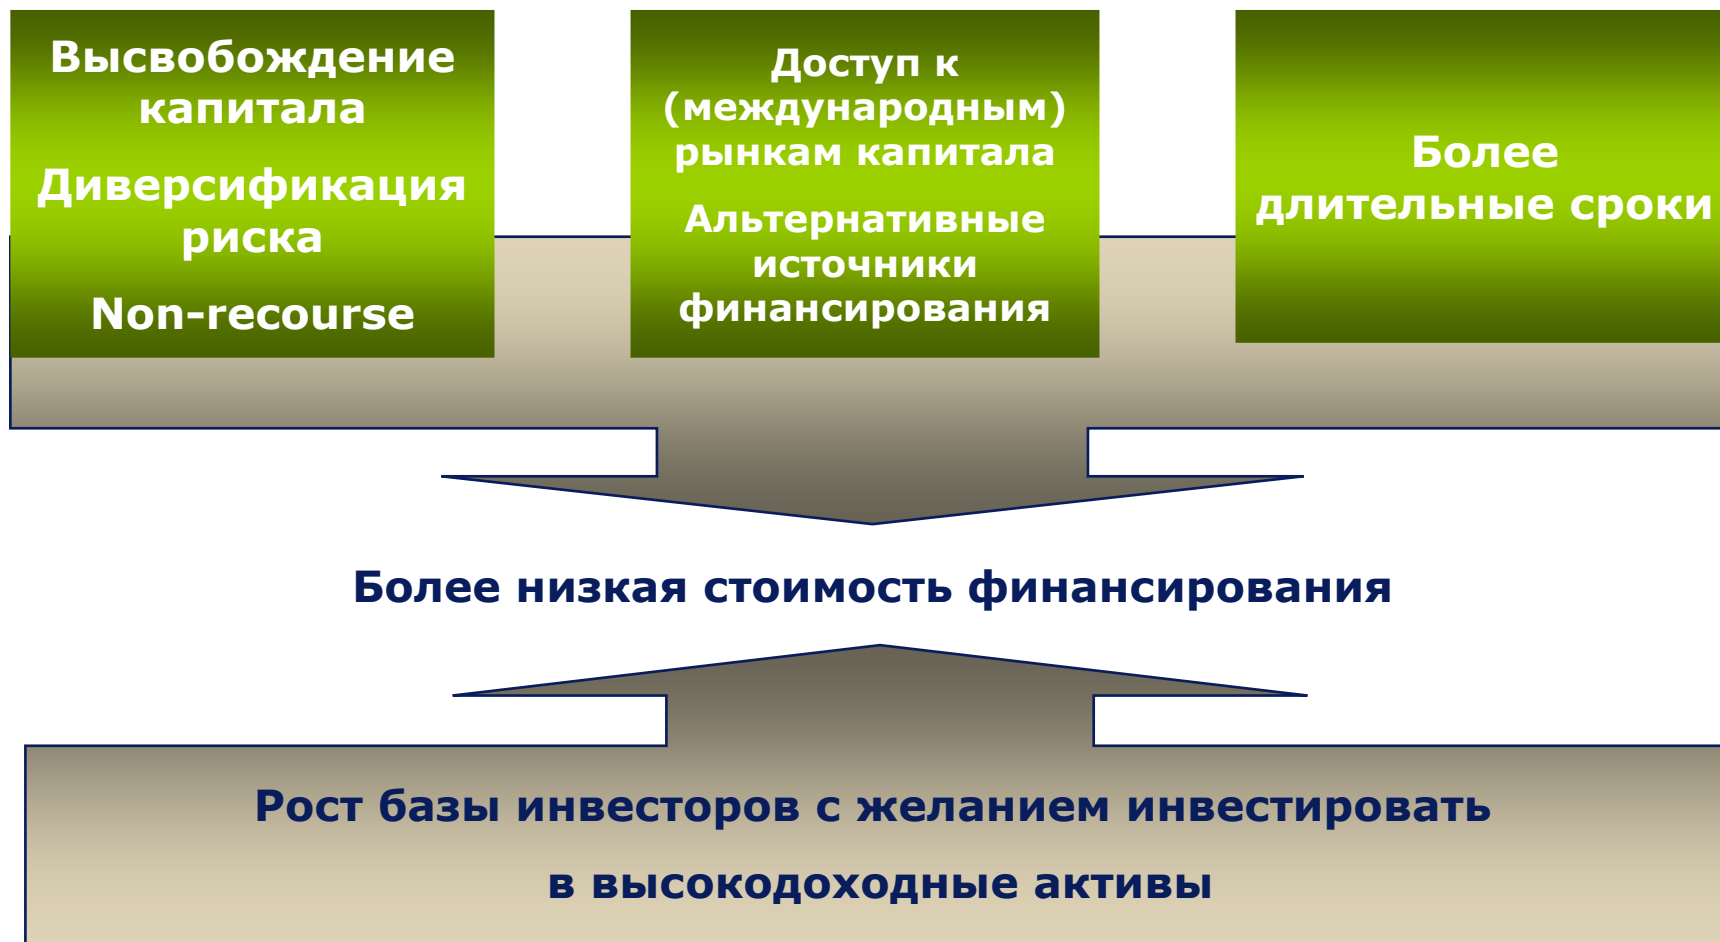 Высвобождение
капитала
Диверсификация
риска
Non-recourse
Доступ к
(международным)
рынкам капитала
Альтернативные
источники
финансирования
Более
длительные сроки
Более низкая стоимость финансирования
Рост базы инвесторов с желанием инвестировать
в высокодоходные активы